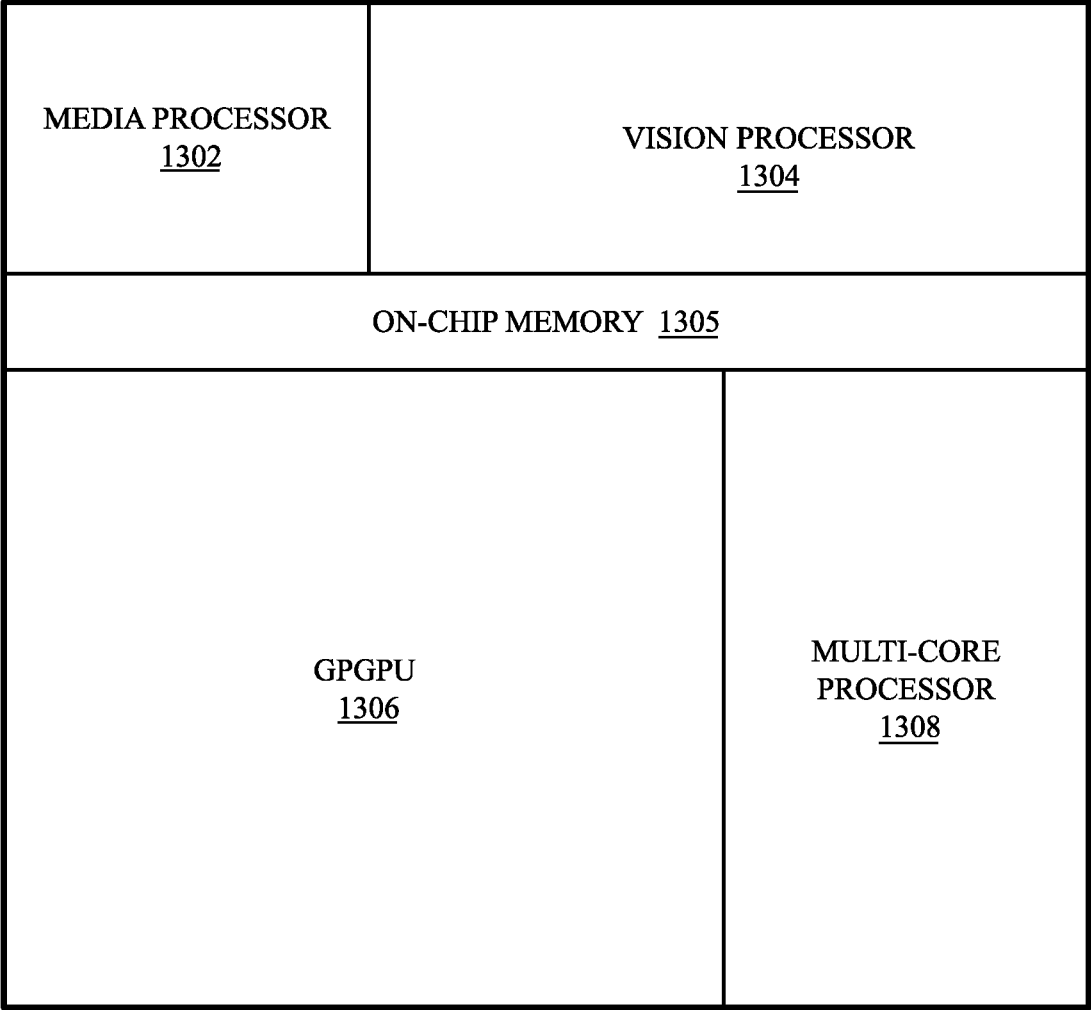 MEDIA PROCESSOR
1302
VISION PROCESSOR
1304
ON-CHIP MEMORY 1305
GPGPU
1306
MULTI-CORE
PROCESSOR
1308